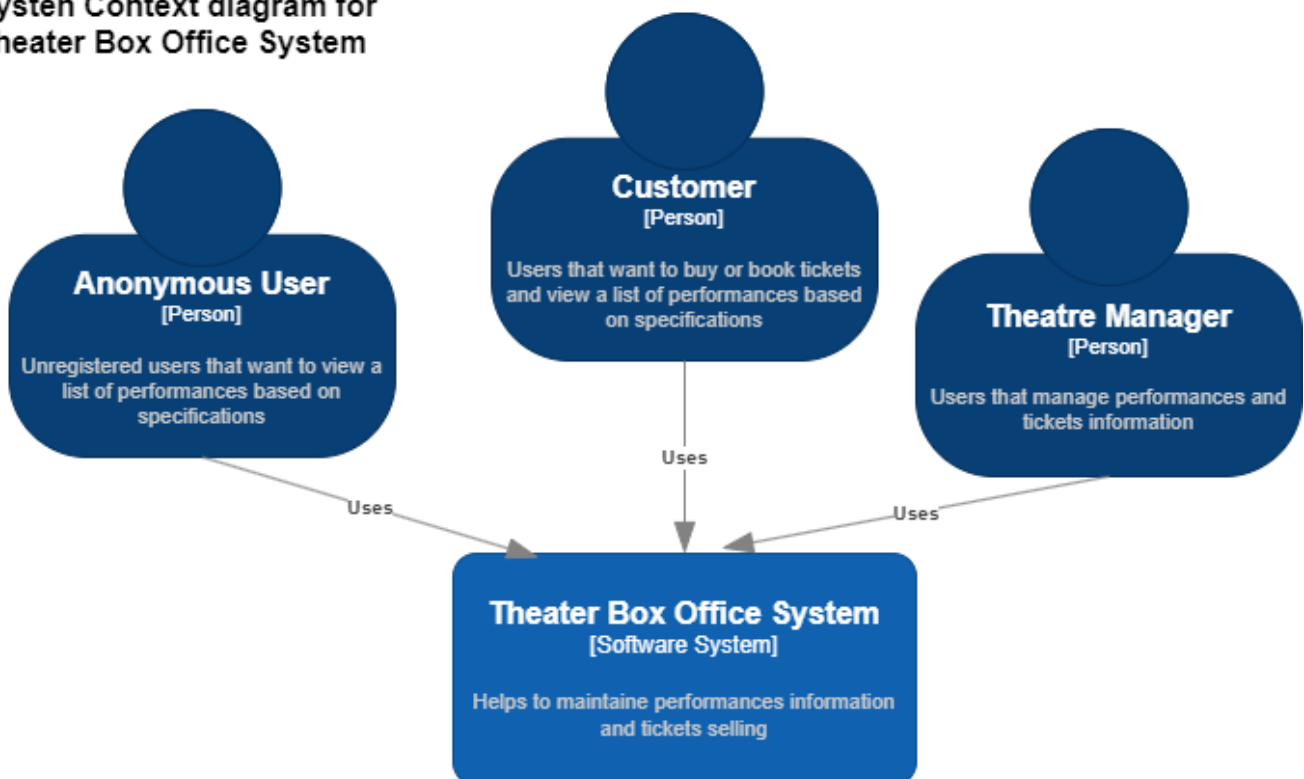 ysten Context diagram for
heater Box Office System
Customer
[Person]
Users that want to buy or book tickets
and view a list of performances based
on specifications
Anonymous User
[Person]
Unregistered users that want to view a
list of performances based on
specifications
Theatre Manager
[Person]
Users that manage performances and
tickets information
Uses
Uses
Uses
Theater Box Office System
[Software System]
Helps to maintaine performances information
and tickets selling